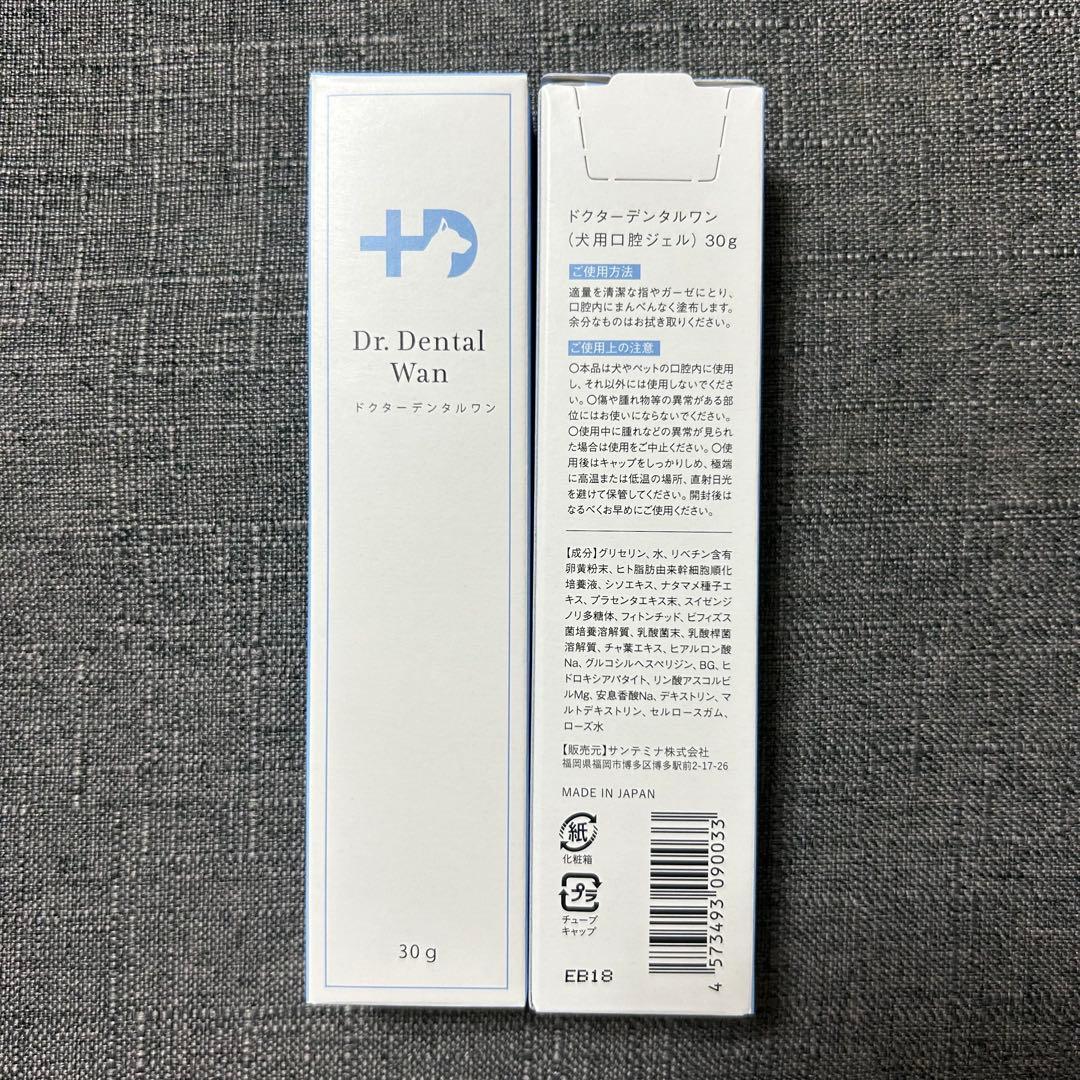 Dr. Dental
Wan
ドクターデンタルワン
30g
ドクターデンタルワン
(犬用口腔ジェル) 30g
ご使用方法
適量を清潔な指やガーゼにとり、
口腔内にまんべんなく塗布します。
余分なものはお拭き取りください。
ご使用上の注意
○本品は犬やペットの口腔内に使用
し、それ以外には使用しないでくださ
い。○傷や腫れ物等の異常がある部
位にはお使いにならないでください。
○使用中に腫れなどの異常が見られ
た場合は使用をご中止ください。○使
用後はキャップをしっかりしめ、極端
に高温または低温の場所、直射日光
を避けて保管してください。開封後は
なるべくお早めにご使用ください。
【成分】グリセリン、水、リベチン含有
卵黄粉末、ヒト脂肪由来幹細胞順化
培養液、シソエキス、ナタマメ種子エ
キス、プラセンタエキス末、スイゼンジ
ノリ多糖体、フィトンチッド、ビフィズス
菌培養溶解質、乳酸菌末、乳酸桿菌
溶解質、チャ葉エキス、ヒアルロン酸
Na、グルコシルヘスペリジン、BG、ヒ
ドロキシアパタイト、リン酸アスコルビ
ルMg、安息香酸Na、デキストリン、マ
ルトデキストリン、セルロースガム、
ローズ水
【販売元】サンテミナ株式会社
福岡県福岡市博多区博多駅前2-17-26
MADE IN JAPAN
紙
化粧箱
プラ
チューブ
キャップ
EB18
4 573493 090033